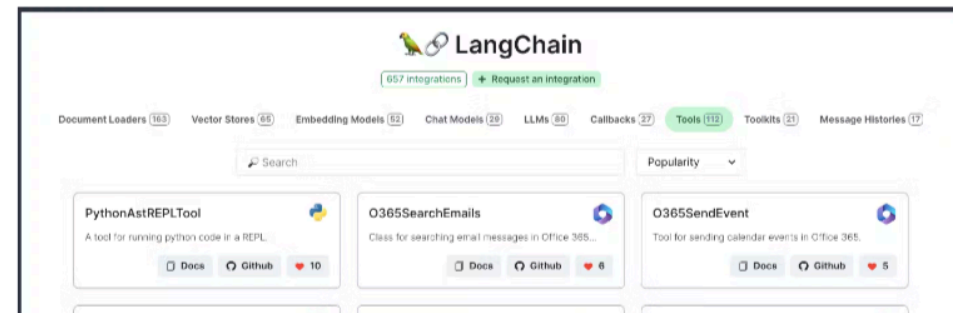 LangChain
657 integrations + Request an integration
Document Loaders 163 Vector Stores 65 Embedding Models 52 Chat Models 20 LLMs 80 Callbacks 27 Tools 112 Toolkits 21 Message Histories 17
Search Popularity
PythonAstREPLTool O365SearchEmails O365SendEvent
A tool for running python code in a REPL. Class for searching email messages in Office 365... Tool for sending calendar events in Office 365.
Docs Github 10 Docs Github 6 Docs Github 5